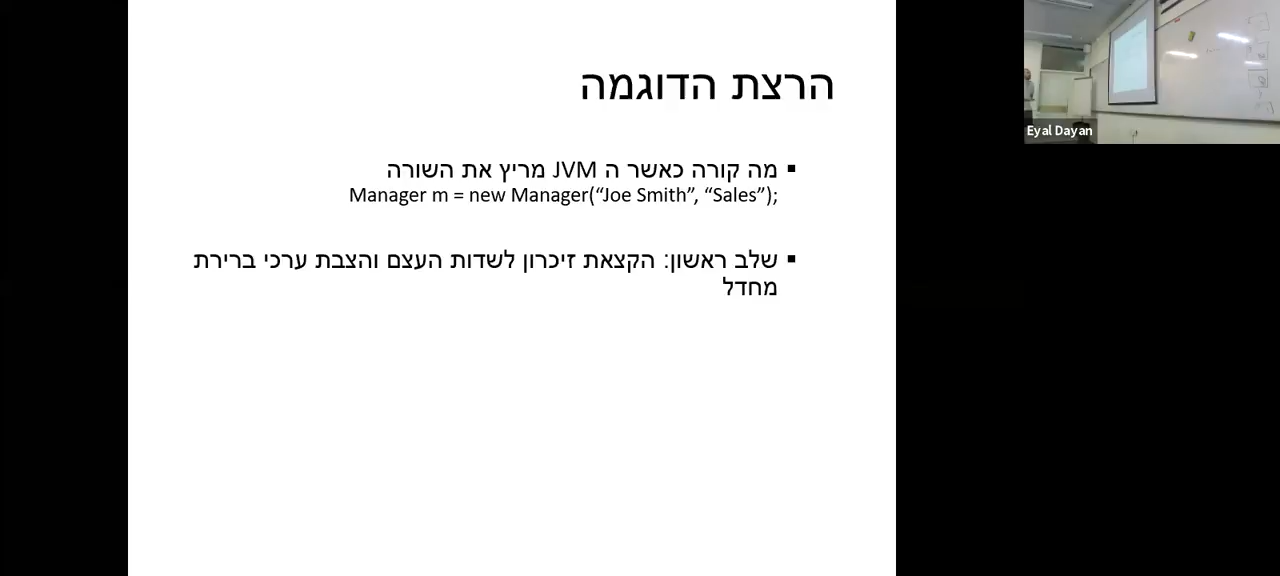 הרצת הדוגמה
▪ מה קורה כאשר ה JVM מריץ את השורה
Manager m = new Manager(“Joe Smith”, “Sales”);
▪ שלב ראשון: הקצאת זיכרון לשדות העצם והצבת ערכי ברירת
מחדל
Eyal Dayan